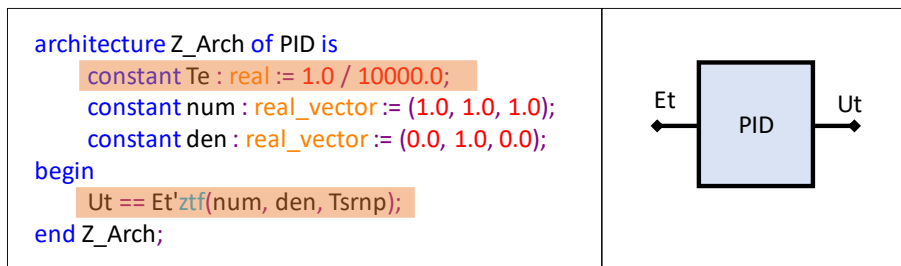 architecture Z_Arch of PID is
constant Te : real := 1.0 / 10000.0;
constant num : real_vector := (1.0, 1.0, 1.0);
constant den : real_vector := (0.0, 1.0, 0.0);
begin
Ut == Et'ztf(num, den, Tsrnp);
end Z_Arch;
Et
PID
Ut